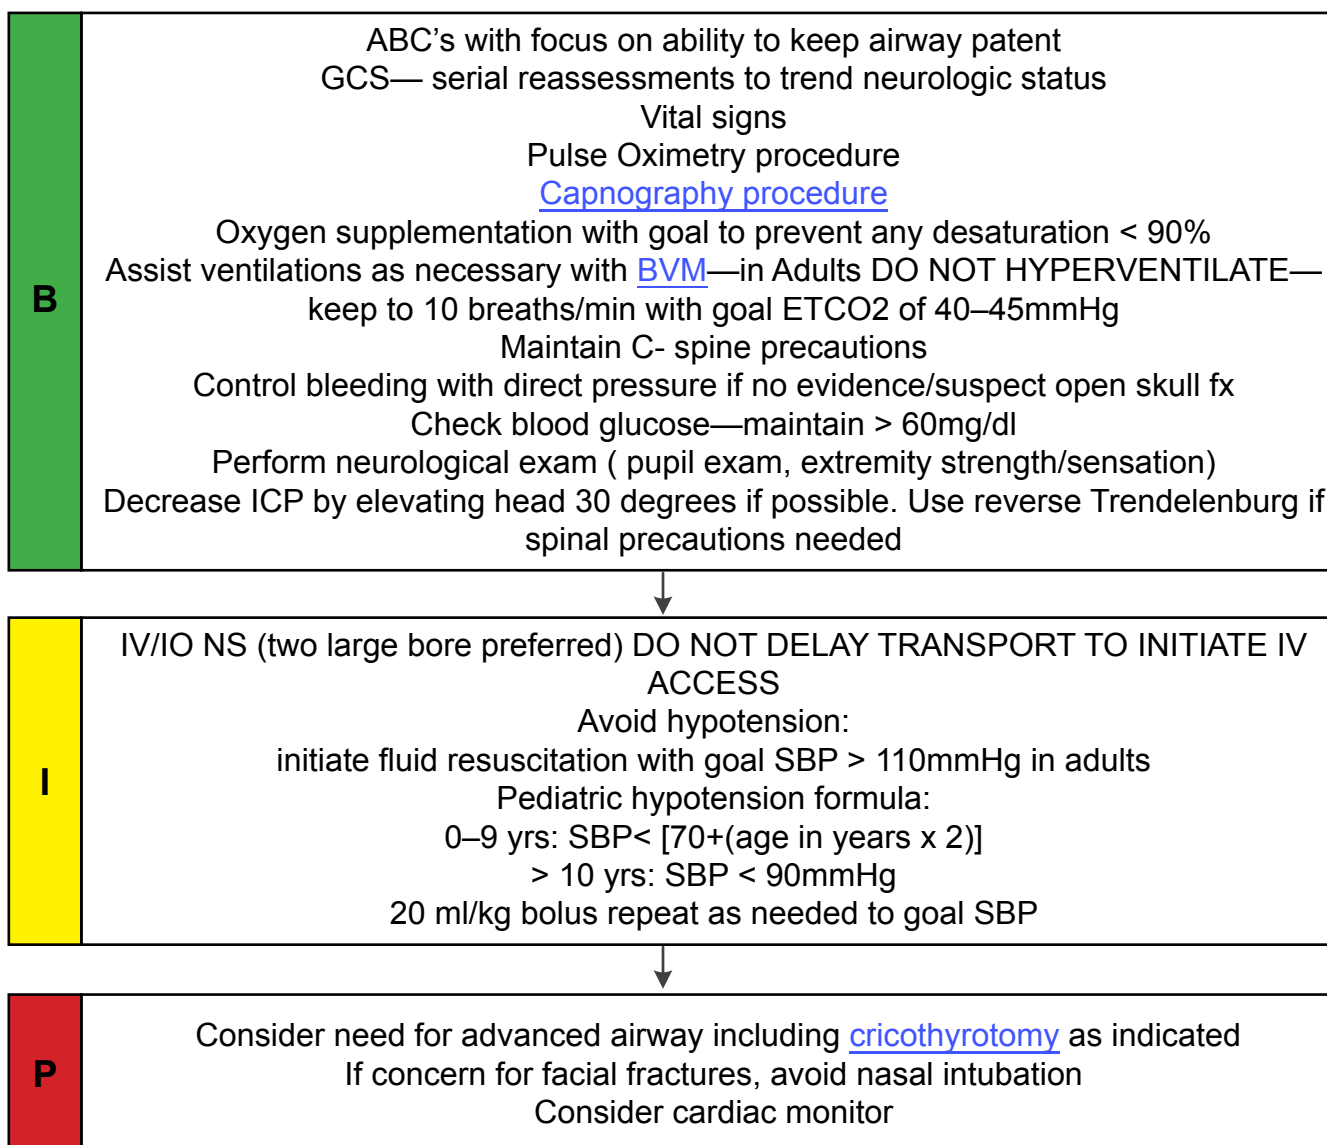 B
ABC’s with focus on ability to keep airway patent
GCS— serial reassessments to trend neurologic status
Vital signs
Pulse Oximetry procedure
Capnography procedure
Oxygen supplementation with goal to prevent any desaturation < 90%
Assist ventilations as necessary with BVM—in Adults DO NOT HYPERVENTILATE—
keep to 10 breaths/min with goal ETCO2 of 40–45mmHg
Maintain C- spine precautions
Control bleeding with direct pressure if no evidence/suspect open skull fx
Check blood glucose—maintain > 60mg/dl
Perform neurological exam ( pupil exam, extremity strength/sensation)
Decrease ICP by elevating head 30 degrees if possible. Use reverse Trendelenburg if
spinal precautions needed
I
IV/IO NS (two large bore preferred) DO NOT DELAY TRANSPORT TO INITIATE IV
ACCESS
Avoid hypotension:
initiate fluid resuscitation with goal SBP > 110mmHg in adults
Pediatric hypotension formula:
0–9 yrs: SBP< [70+(age in years x 2)]
> 10 yrs: SBP < 90mmHg
20 ml/kg bolus repeat as needed to goal SBP
P
Consider need for advanced airway including cricothyrotomy as indicated
If concern for facial fractures, avoid nasal intubation
Consider cardiac monitor